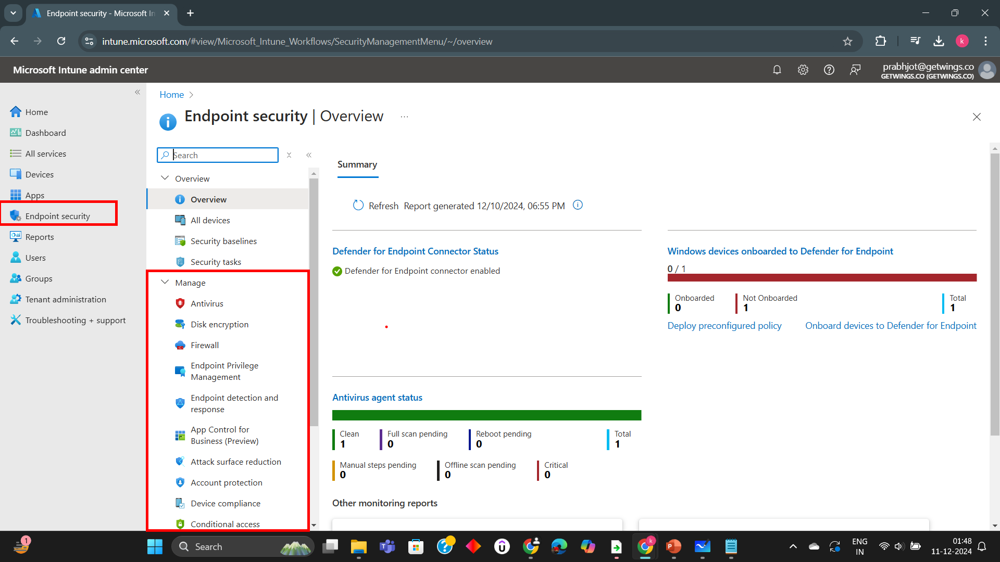 Endpoint security - Microsoft In
intune.microsoft.com/#view/Microsoft_Intune_Workflows/SecurityManagementMenu/~/overview
k
Microsoft Intune admin center
prabhjot@getwings.co
GETWINGS.CO (GETWINGS.CO)
Home
Dashboard
All services
Devices
Apps
Endpoint security
Reports
Users
Groups
Tenant administration
Troubleshooting + support
Home
Endpoint security | Overview
Search
Overview
Overview
All devices
Security baselines
Security tasks
Manage
Antivirus
Disk encryption
Firewall
Endpoint Privilege
Management
Endpoint detection and
response
App Control for
Business (Preview)
Attack surface reduction
Account protection
Device compliance
Conditional access
Summary
Refresh Report generated 12/10/2024, 06:55 PM
Defender for Endpoint Connector Status
Defender for Endpoint connector enabled
Windows devices onboarded to Defender for Endpoint
0 / 1
Onboarded
0
Not Onboarded
1
Total
1
Deploy preconfigured policy Onboard devices to Defender for Endpoint
Antivirus agent status
Clean
1
Full scan pending
0
Reboot pending
0
Total
1
Manual steps pending
0
Offline scan pending
0
Critical
0
Other monitoring reports
1
Search
k
ENG
IN
01:48
11-12-2024